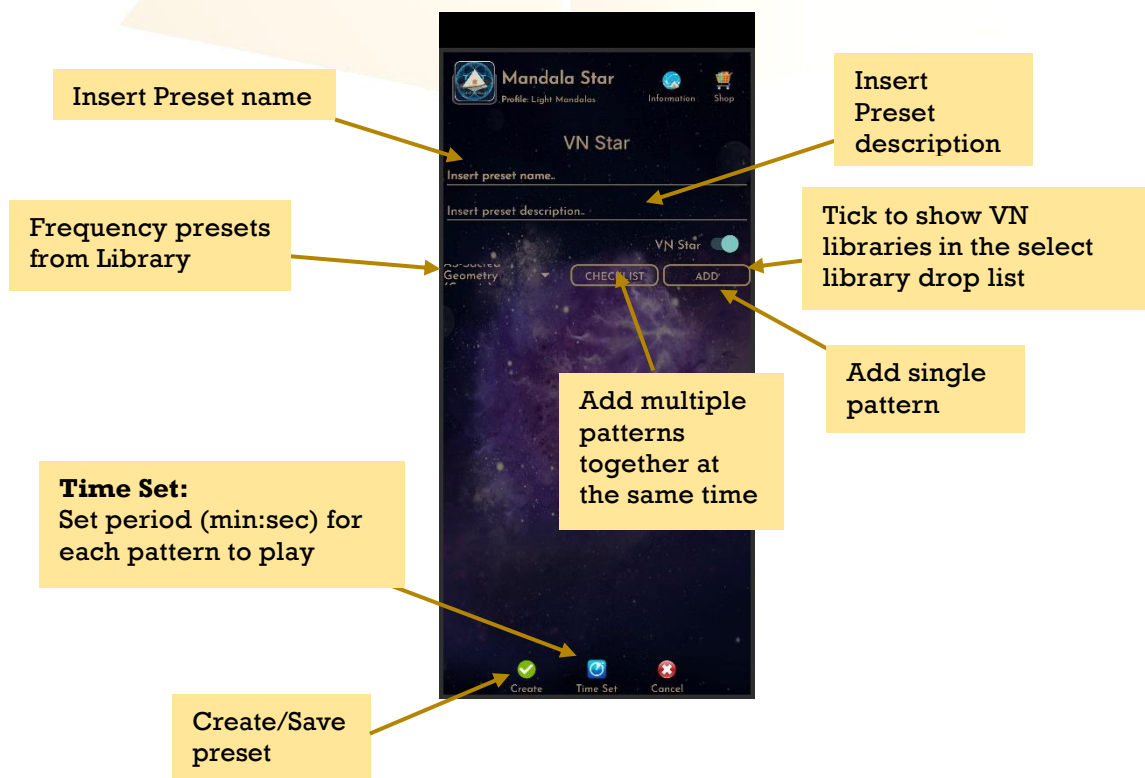 Insert Preset name
Insert
Preset
description
Mandala Star
Profile: Light Mandalas
Information
Shop
VN Star
Insert preset name..
Insert preset description..
Frequency presets
from Library
VN Star
Tick to show VN
libraries in the select
library drop list
Geometry
CHECKLIST
ADD
Add multiple
patterns
together at
the same time
Add single
pattern
Time Set:
Set period (min:sec) for
each pattern to play
Create
Time Set
Cancel
Create/Save
preset